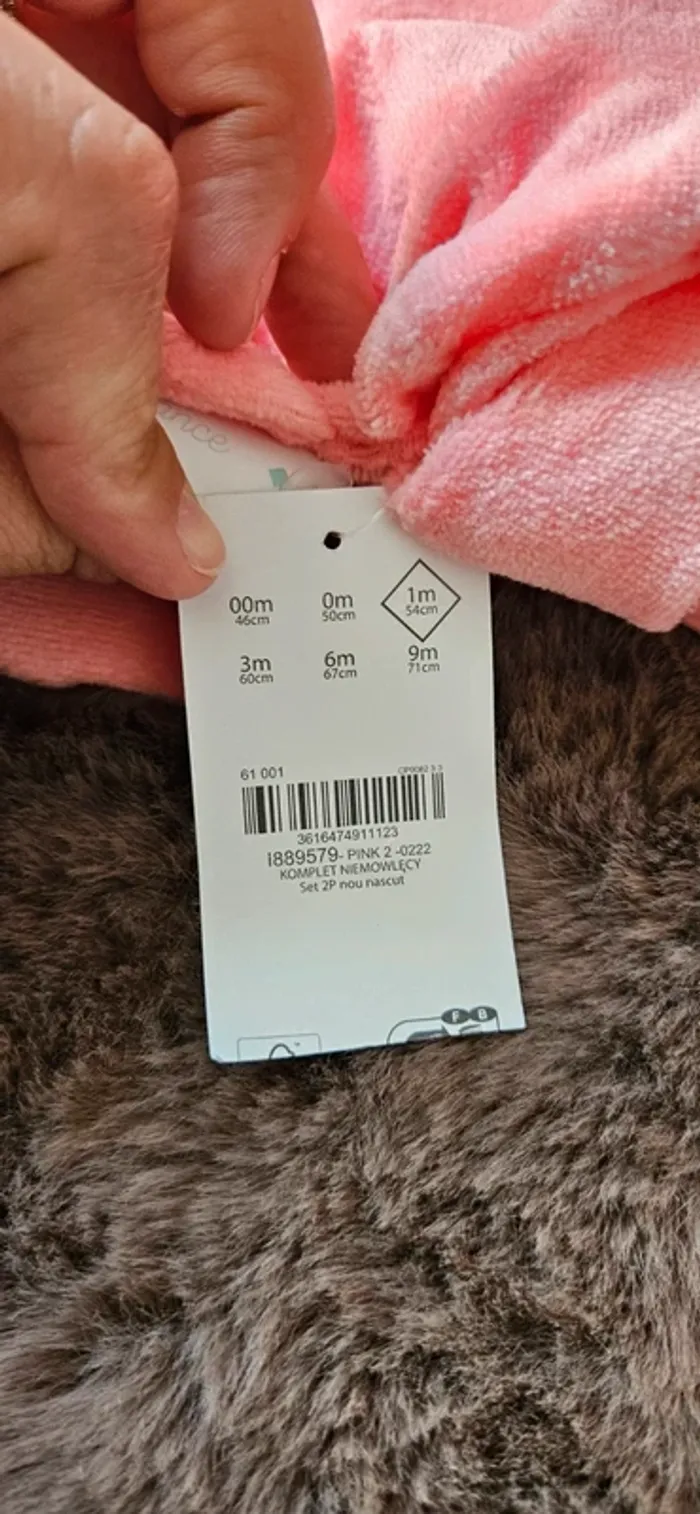 00m 0m 1m
46cm 50cm 54cm
3m 6m 9m
60cm 67cm 71cm
61 001
3616474911123
I889579- PINK 2 -0222
KOMPLET NIEMOWLĘCY
Set 2P nou nascut
F B